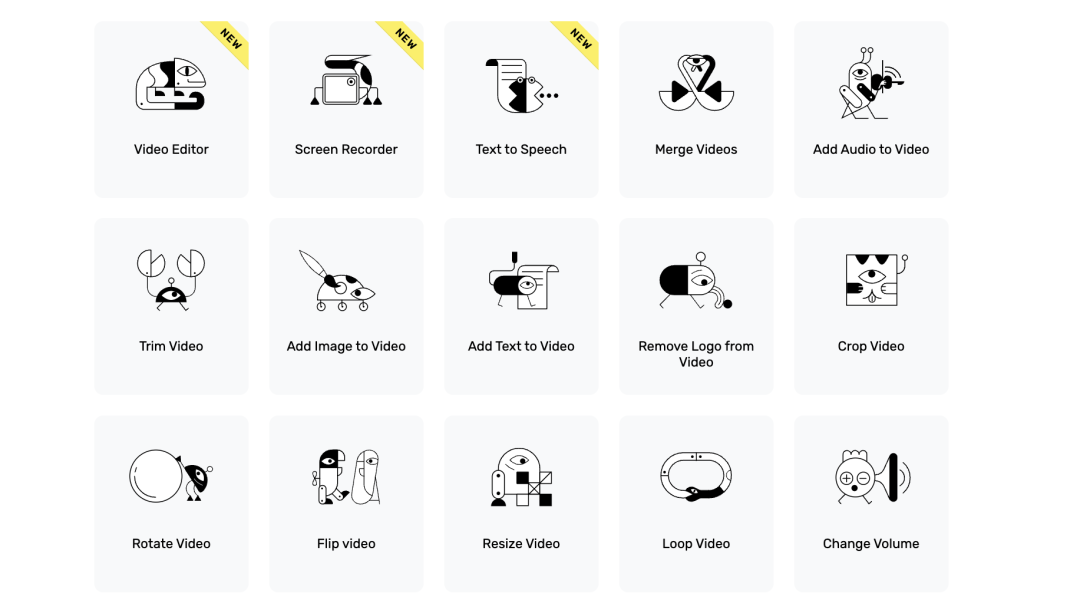 NEW
NEW
NEW
Video Editor
Screen Recorder
Text to Speech
Merge Videos
Add Audio to Video
Trim Video
Add Image to Video
Add Text to Video
Remove Logo from
Video
Crop Video
Rotate Video
Flip video
Resize Video
Loop Video
Change Volume